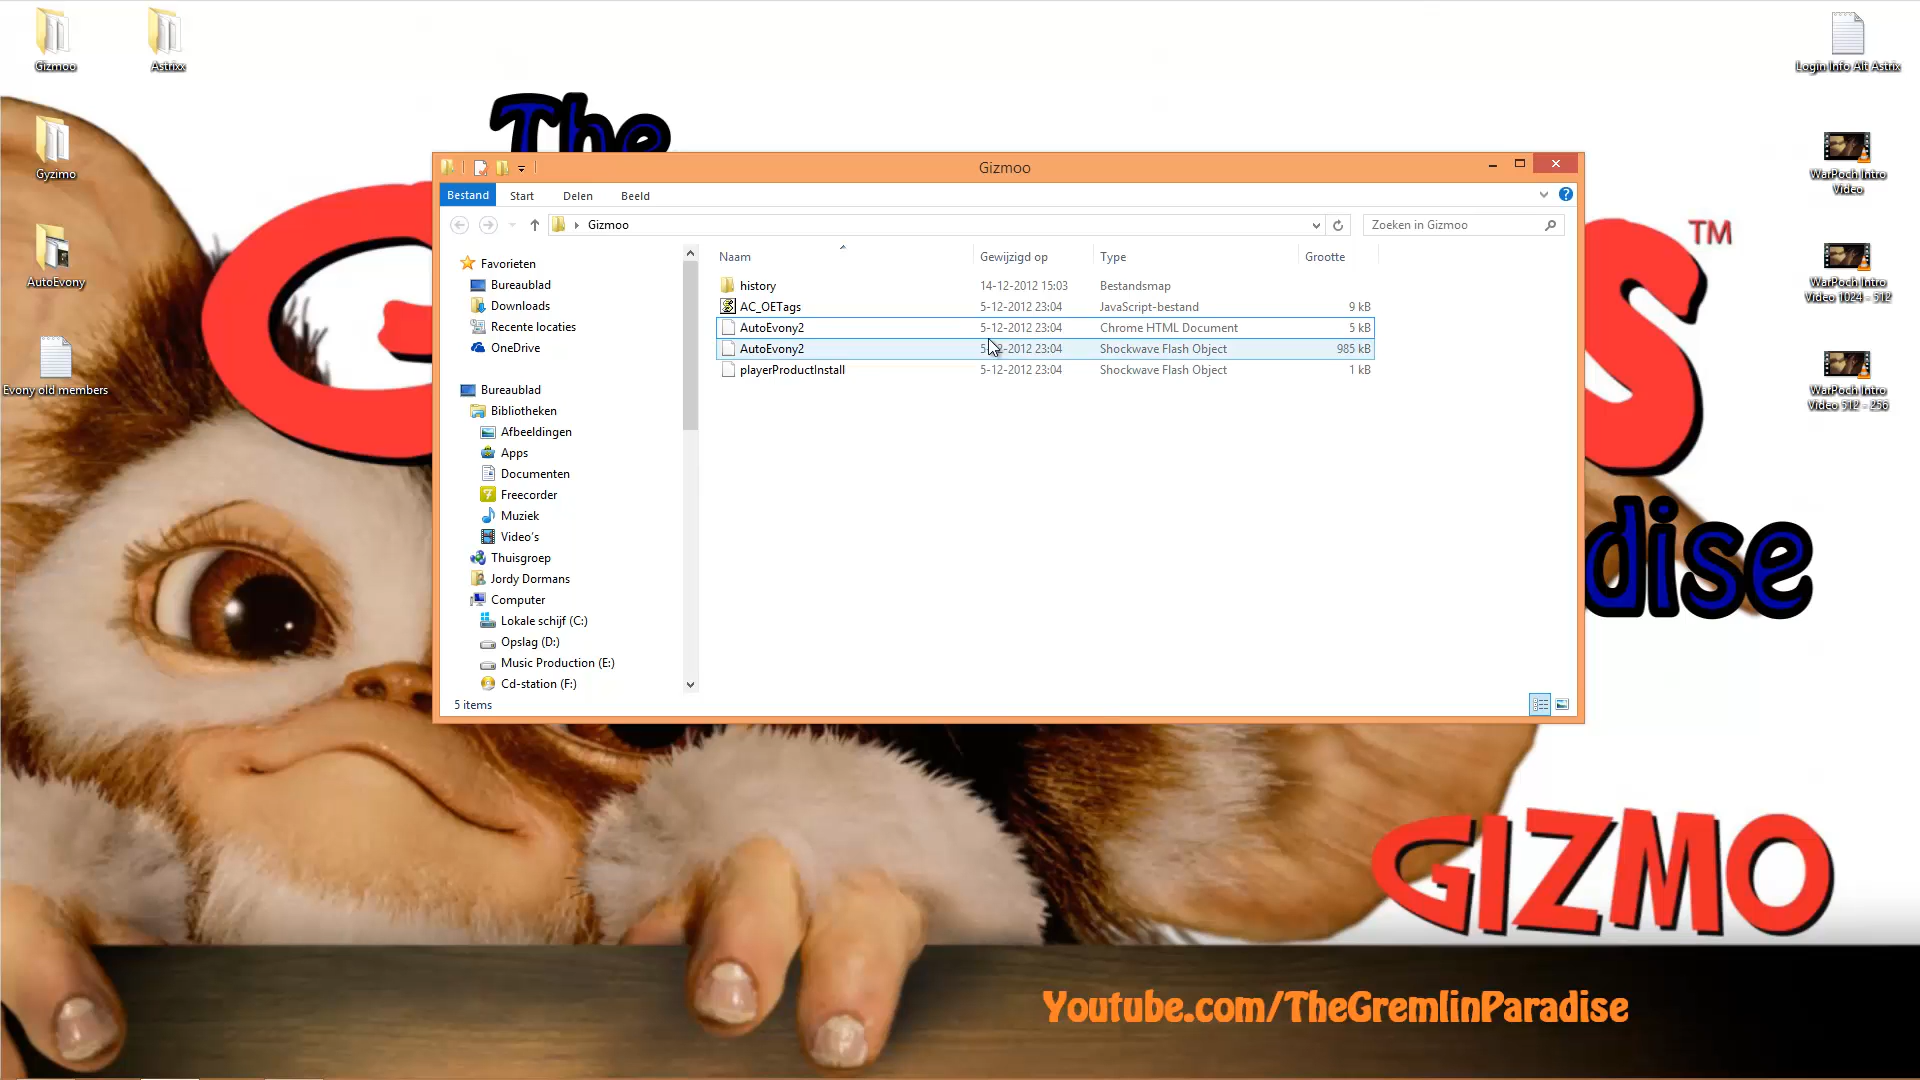 Gizmoo
Astrixx
Gyzimo
AutoEvony
Evony old members
Login Info Alt Astrix
WarPoch Intro
Video
WarPoch Intro
Video 1024 - 512
WarPoch Intro
Video 512 - 256
The
TM
dise
GIZMO
Youtube.com/TheGremlinParadise
Gizmoo
Bestand Start Delen Beeld
Gizmoo
Zoeken in Gizmoo
Favorieten
Bureaublad
Downloads
Recente locaties
OneDrive
Bureaublad
Bibliotheken
Afbeeldingen
Apps
Documenten
Freecorder
Muziek
Video's
Thuisgroep
Jordy Dormans
Computer
Lokale schijf (C:)
Opslag (D:)
Music Production (E:)
Cd-station (F:)
Naam Gewijzigd op Type Grootte
history 14-12-2012 15:03 Bestandsmap
AC_OETags 5-12-2012 23:04 JavaScript-bestand 9 kB
AutoEvony2 5-12-2012 23:04 Chrome HTML Document 5 kB
AutoEvony2 5-12-2012 23:04 Shockwave Flash Object 985 kB
playerProductInstall 5-12-2012 23:04 Shockwave Flash Object 1 kB
5 items